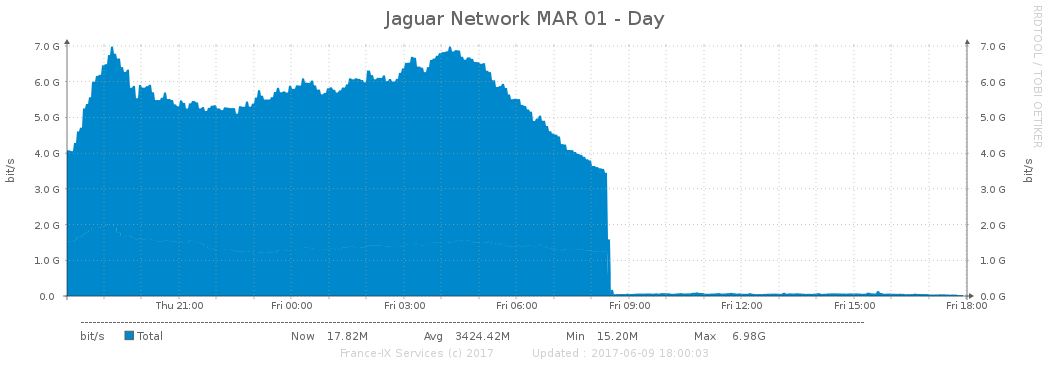 Jaguar Network MAR 01 - Day
RRDTOOL / TOBI OETIKER
bit/s
7.0 G
6.0 G
5.0 G
4.0 G
3.0 G
2.0 G
1.0 G
0.0
7.0 G
6.0 G
5.0 G
4.0 G
3.0 G
2.0 G
1.0 G
0.0 G
bit/s
Thu 21:00 Fri 00:00 Fri 03:00 Fri 06:00 Fri 09:00 Fri 12:00 Fri 15:00 Fri 18:00
bit/s Total Now 17.82M Avg 3424.42M Min 15.20M Max 6.98G
France-IX Services (c) 2017 Updated : 2017-06-09 18:00:03